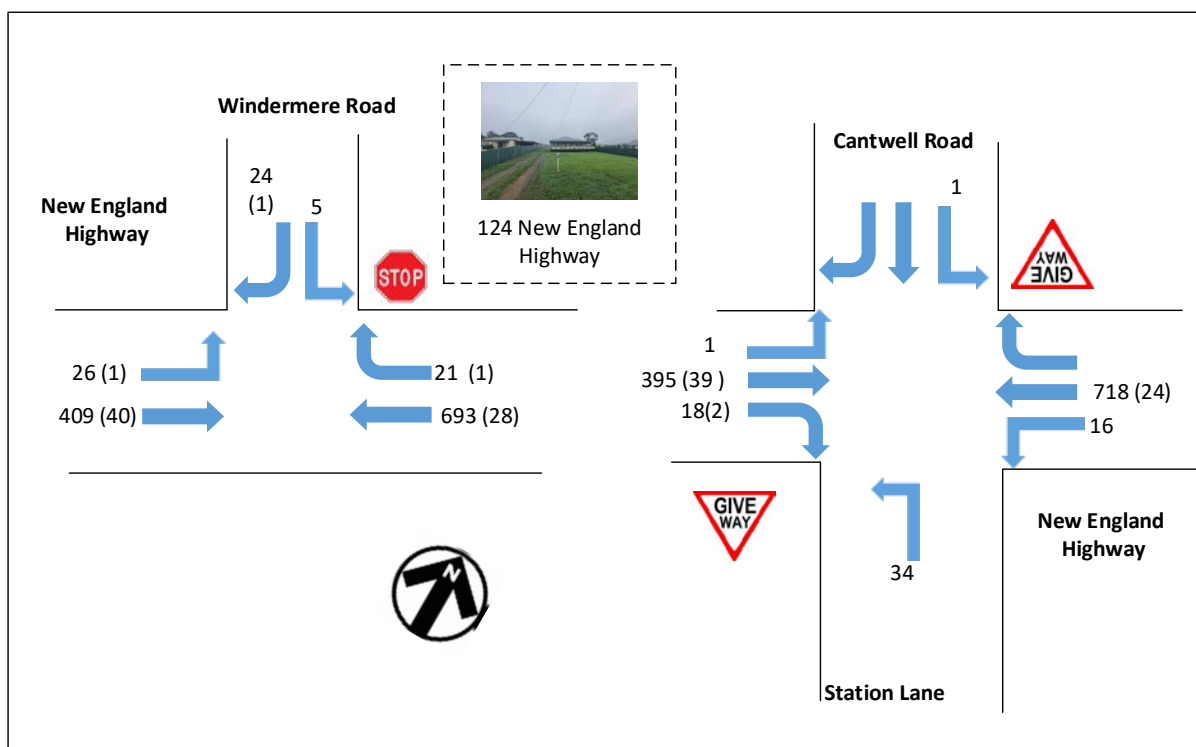 Windermere Road
New England
Highway
24
(1)
5
STOP
26 (1)
409 (40)
21 (1)
693 (28)
124 New England
Highway
Cantwell Road
1
GIVE
WAY
1
395 (39 )
18(2)
718 (24)
16
GIVE
WAY
34
New England
Highway
N
Station Lane